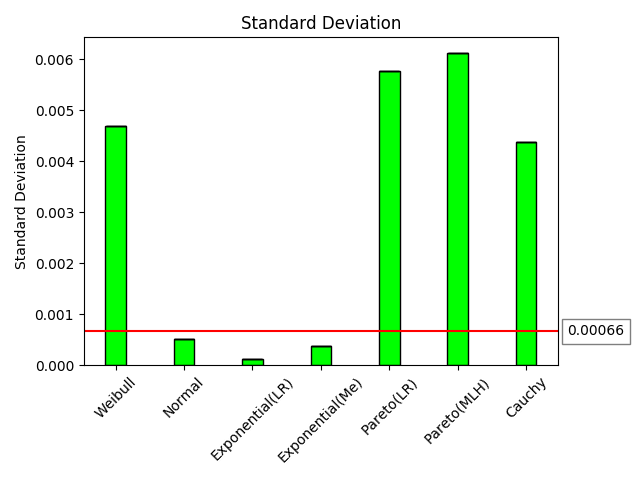 Standard Deviation
Standard Deviation
0.006
0.005
0.004
0.003
0.002
0.001
0.000
0.00066
Weibull
Normal
Exponential(LR)
Exponential(Me)
Pareto(LR)
Pareto(MLH)
Cauchy